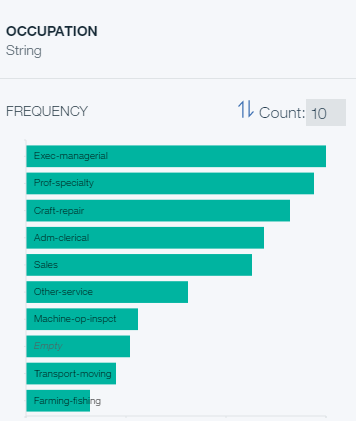 OCCUPATION
String
FREQUENCY
Count: 10
Exec-managerial
Prof-specialty
Craft-repair
Adm-clerical
Sales
Other-service
Machine-op-inspct
Empty
Transport-moving
Farming-fishing